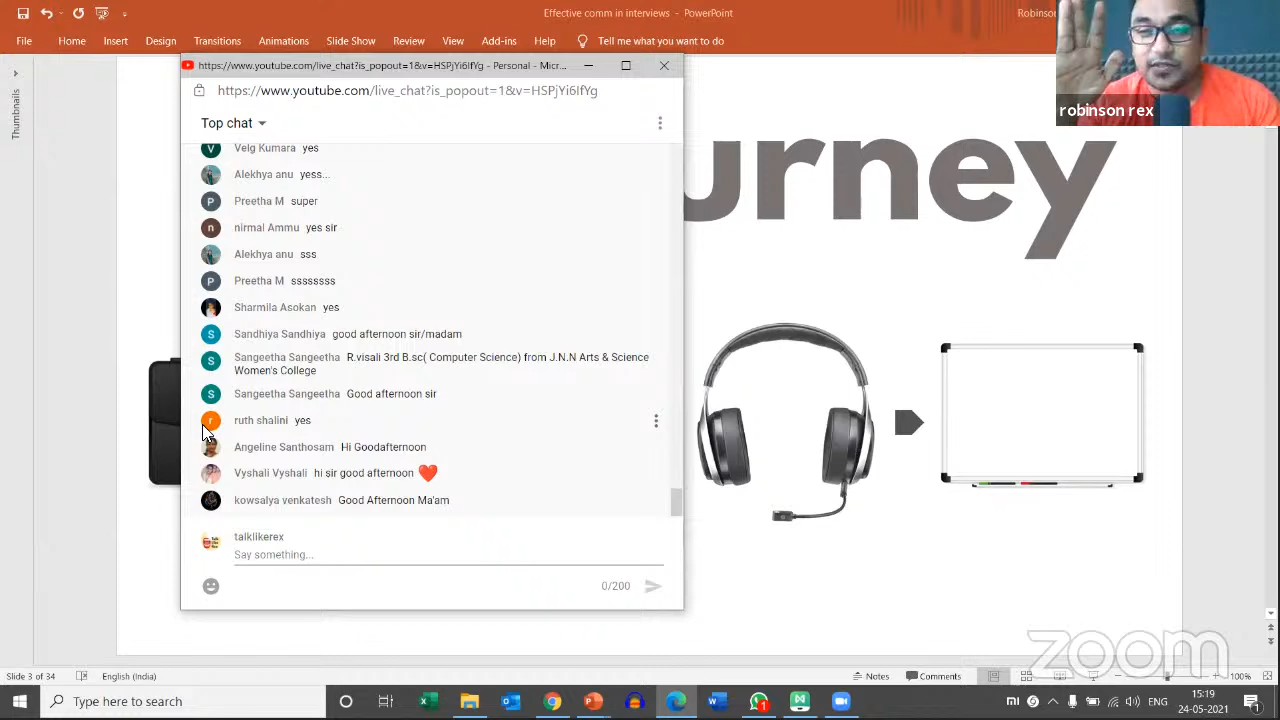 Effective comm in interviews - PowerPoint
Robinson
File Home Insert Design Transitions Animations Slide Show Review View Add-ins Help Tell me what you want to do
robinson rex
Thumbnails
https://www.youtube.com/live_chat?is_popout=1&v=HSPjYi6IfYg - Personal - Micr...
https://www.youtube.com/live_chat?is_popout=1&v=HSPjYi6IfYg
Top chat
urney
V Velg Kumara yes
Alekhya anu yess...
P Preetha M super
n nirmal Ammu yes sir
Alekhya anu sss
P Preetha M ssssssss
Sharmila Asokan yes
S Sandhiya Sandhiya good afternoon sir/madam
S Sangeetha Sangeetha R.visali 3rd B.sc( Computer Science) from J.N.N Arts & Science
Women's College
S Sangeetha Sangeetha Good afternoon sir
r ruth shalini yes
Angeline Santhosam Hi Goodafternoon
Vyshali Vyshali hi sir good afternoon ❤️
kowsalya venkatesh Good Afternoon Ma'am
talklikerex
Say something...
0/200
zoom
Slide 3 of 34 English (India) Notes Comments 100%
Type here to search
mi ENG
15:19
24-05-2021